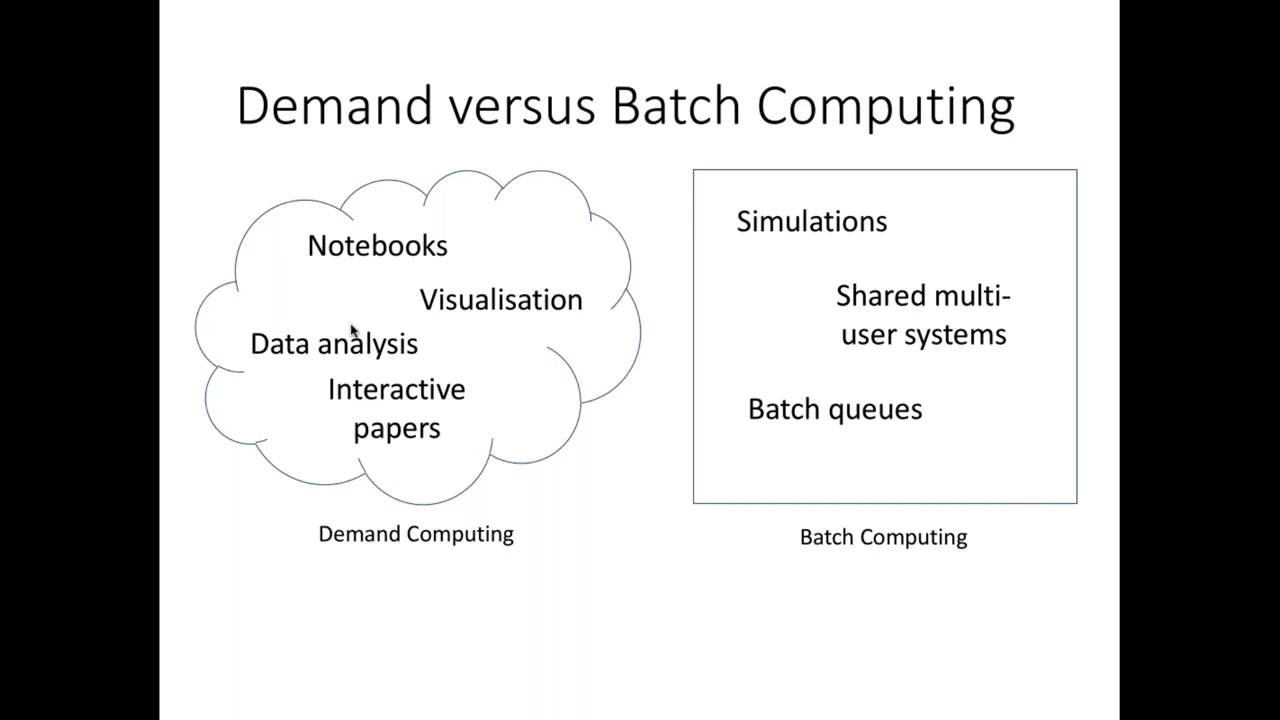 Demand versus Batch Computing
Notebooks
Visualisation
Data analysis
Interactive
papers
Demand Computing
Simulations
Shared multi-
user systems
Batch queues
Batch Computing